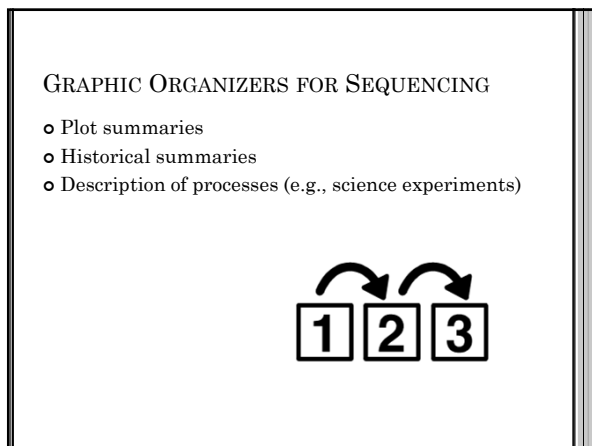 GRAPHIC ORGANIZERS FOR SEQUENCING
Plot summaries
Historical summaries
Description of processes (e.g., science experiments)
1 2 3